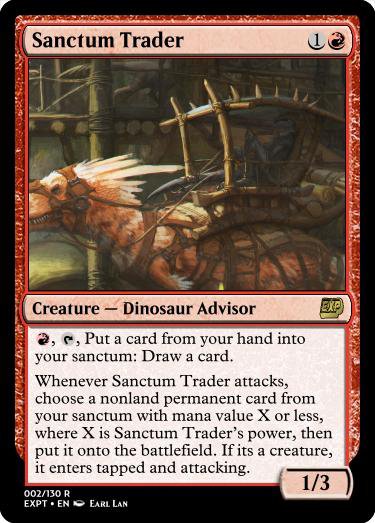 Sanctum Trader 1
Creature — Dinosaur Advisor EXP
, , Put a card from your hand into
your sanctum: Draw a card.
Whenever Sanctum Trader attacks,
choose a nonland permanent card from
your sanctum with mana value X or less,
where X is Sanctum Trader's power, then
put it onto the battlefield. If its a creature,
it enters tapped and attacking.
1/3
002/130 R
EXPT • EN Earl Lan